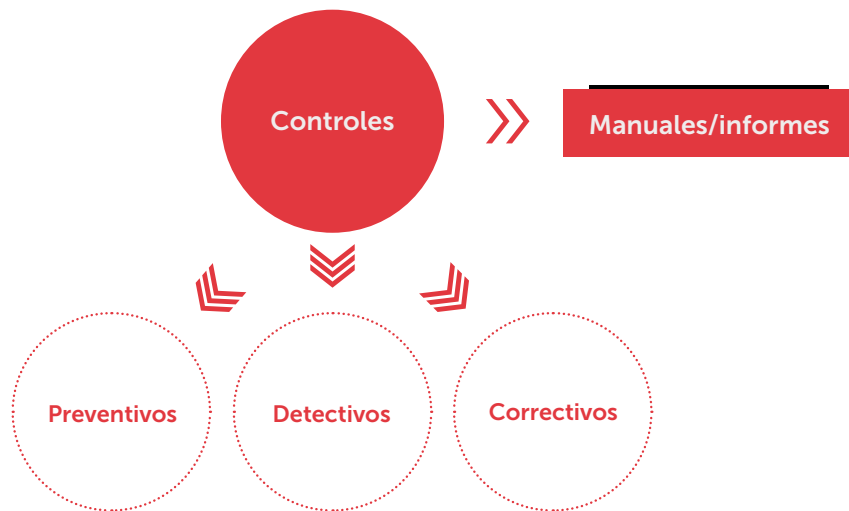 Controles
Manuales/informes
Preventivos
Detectivos
Correctivos